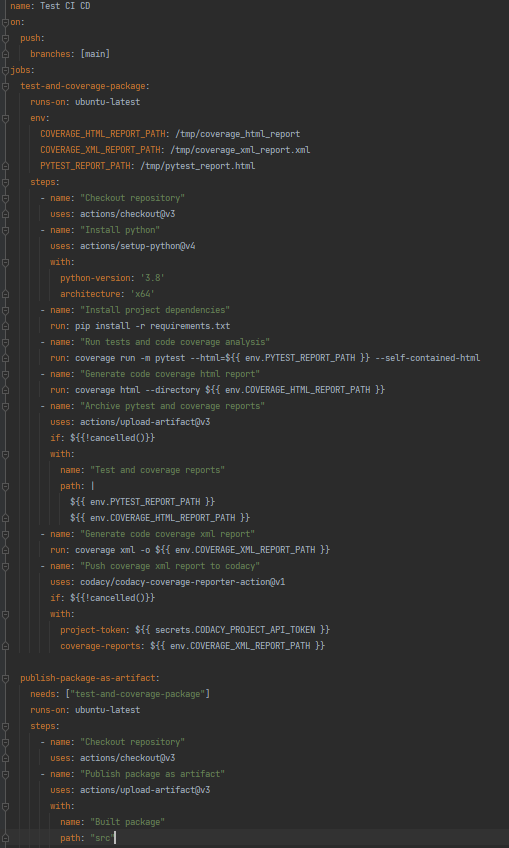 name: Test CI CD
on:
  push:
    branches: [main]
jobs:
  test-and-coverage-package:
    runs-on: ubuntu-latest
    env:
      COVERAGE_HTML_REPORT_PATH: /tmp/coverage_html_report
      COVERAGE_XML_REPORT_PATH: /tmp/coverage_xml_report.xml
      PYTEST_REPORT_PATH: /tmp/pytest_report.html
    steps:
      - name: "Checkout repository"
        uses: actions/checkout@v3
      - name: "Install python"
        uses: actions/setup-python@v4
        with:
          python-version: '3.8'
          architecture: 'x64'
      - name: "Install project dependencies"
        run: pip install -r requirements.txt
      - name: "Run tests and code coverage analysis"
        run: coverage run -m pytest --html=${{ env.PYTEST_REPORT_PATH }} --self-contained-html
      - name: "Generate code coverage html report"
        run: coverage html --directory ${{ env.COVERAGE_HTML_REPORT_PATH }}
      - name: "Archive pytest and coverage reports"
        uses: actions/upload-artifact@v3
        if: ${{!cancelled()}}
        with:
          name: "Test and coverage reports"
          path: |
            ${{ env.PYTEST_REPORT_PATH }}
            ${{ env.COVERAGE_HTML_REPORT_PATH }}
      - name: "Generate code coverage xml report"
        run: coverage xml -o ${{ env.COVERAGE_XML_REPORT_PATH }}
      - name: "Push coverage xml report to codacy"
        uses: codacy/codacy-coverage-reporter-action@v1
        if: ${{!cancelled()}}
        with:
          project-token: ${{ secrets.CODACY_PROJECT_API_TOKEN }}
          coverage-reports: ${{ env.COVERAGE_XML_REPORT_PATH }}

  publish-package-as-artifact:
    needs: ["test-and-coverage-package"]
    runs-on: ubuntu-latest
    steps:
      - name: "Checkout repository"
        uses: actions/checkout@v3
      - name: "Publish package as artifact"
        uses: actions/upload-artifact@v3
        with:
          name: "Built package"
          path: "src"